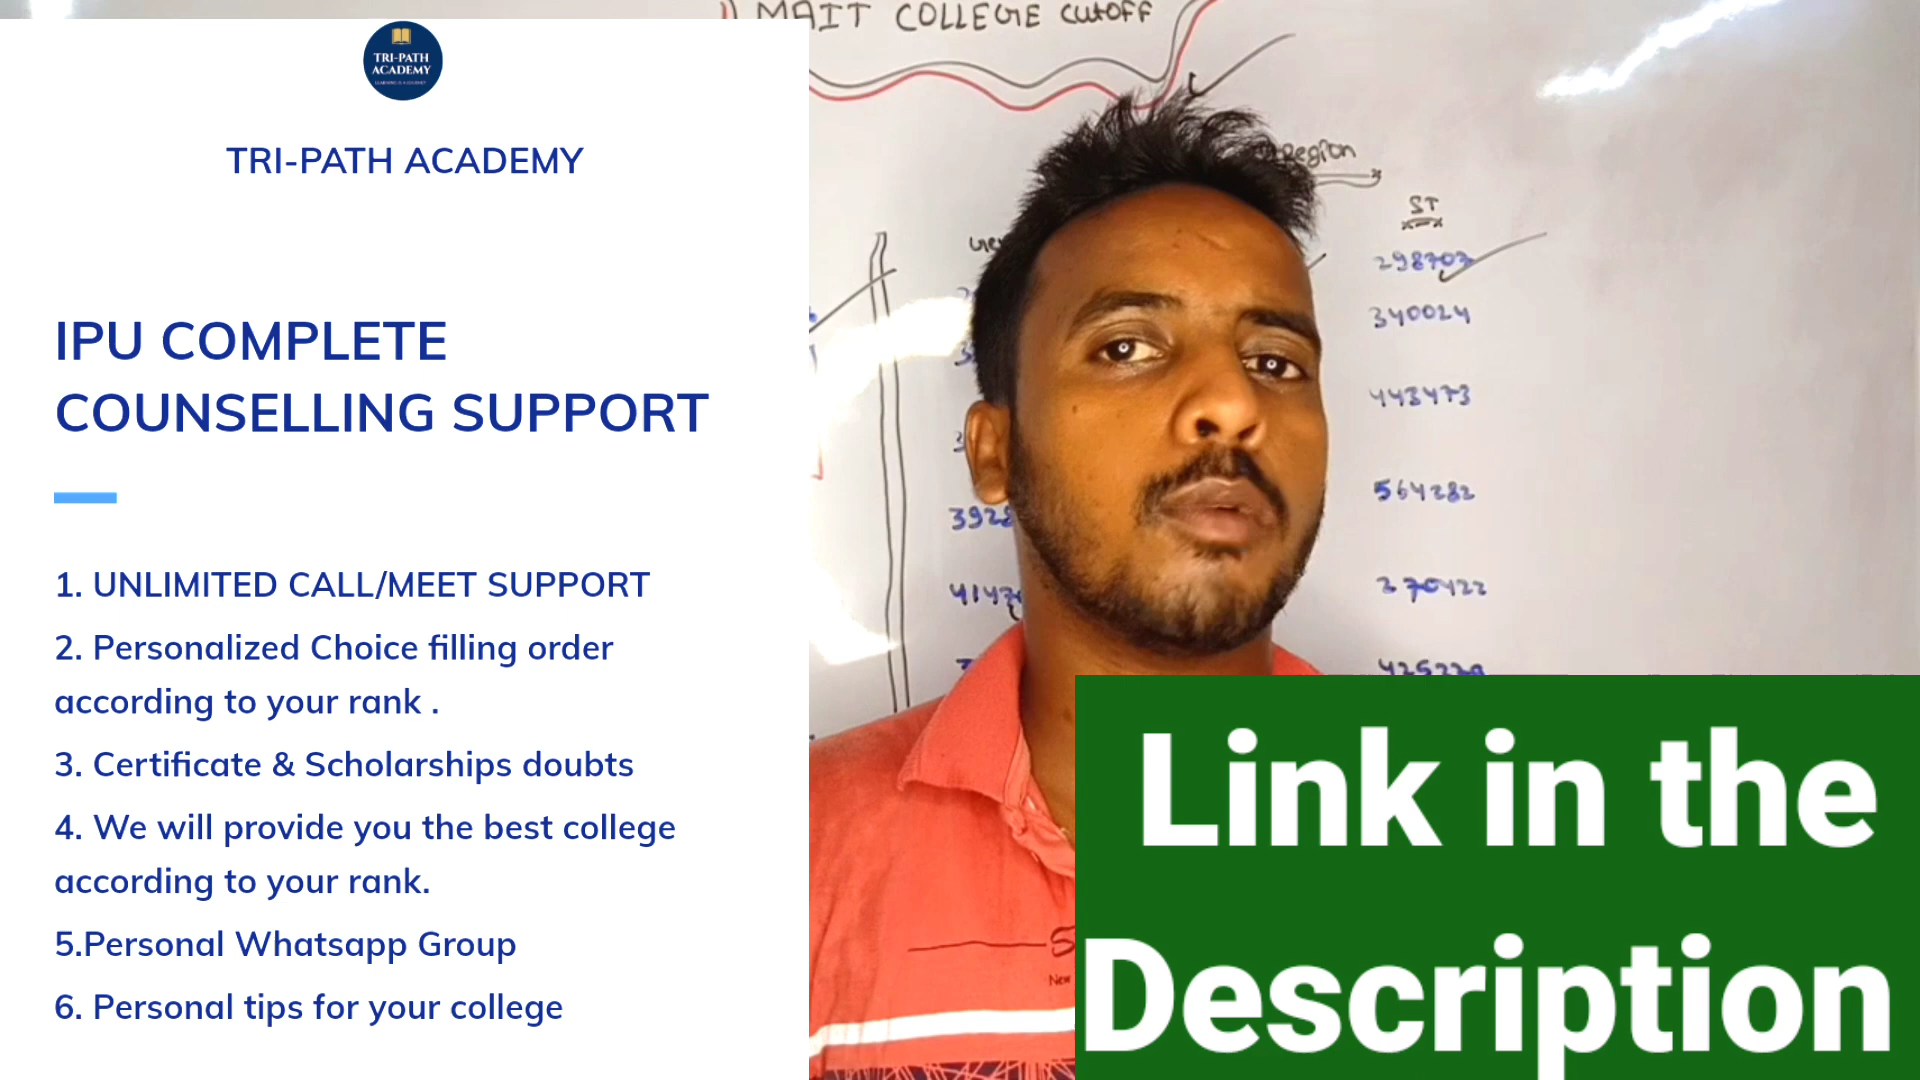 TRI-PATH
ACADEMY
TRI-PATH ACADEMY
IPU COMPLETE
COUNSELLING SUPPORT
1. UNLIMITED CALL/MEET SUPPORT
2. Personalized Choice filling order
according to your rank .
3. Certificate & Scholarships doubts
4. We will provide you the best college
according to your rank.
5.Personal Whatsapp Group
6. Personal tips for your college
1) MAIT COLLEGE CUTOFF
Region
ST
298703
340024
443473
564282
370422
Link in the
Description